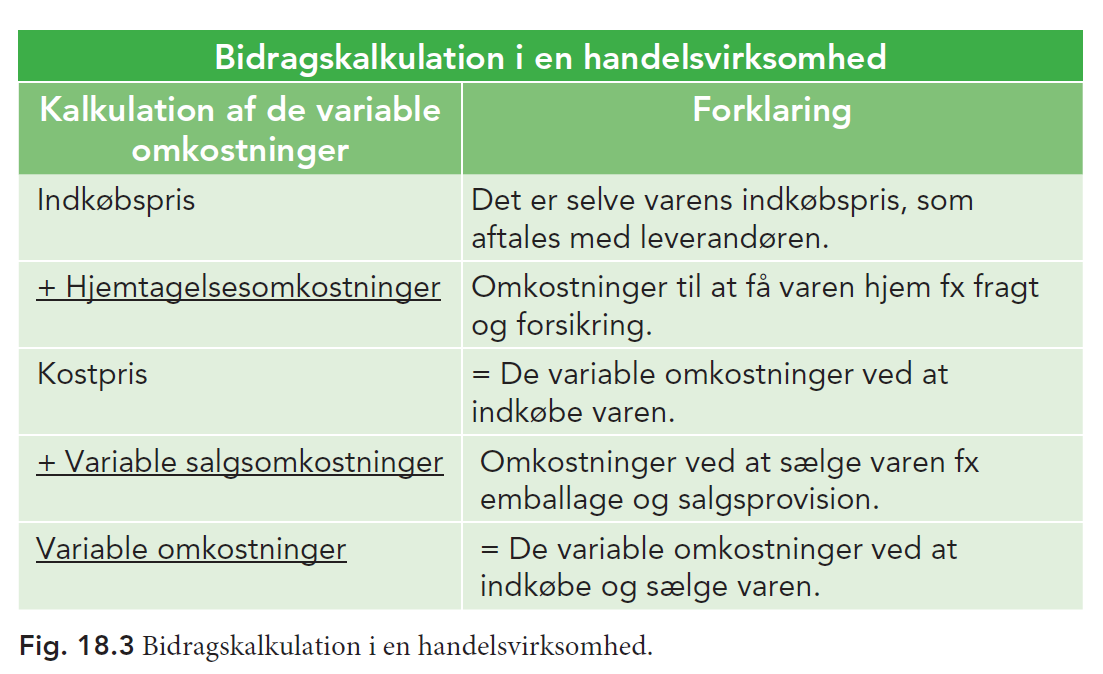 Bidragskalkulation i en handelsvirksomhed
Kalkulation af de variable
omkostninger
Forklaring
Indkøbspris
Det er selve varens indkøbspris, som
aftales med leverandøren.
+ Hjemtagelsesomkostninger
Omkostninger til at få varen hjem fx fragt
og forsikring.
Kostpris
= De variable omkostninger ved at
indkøbe varen.
+ Variable salgsomkostninger
Omkostninger ved at sælge varen fx
emballage og salgsprovision.
Variable omkostninger
= De variable omkostninger ved at
indkøbe og sælge varen.
Fig. 18.3 Bidragskalkulation i en handelsvirksomhed.